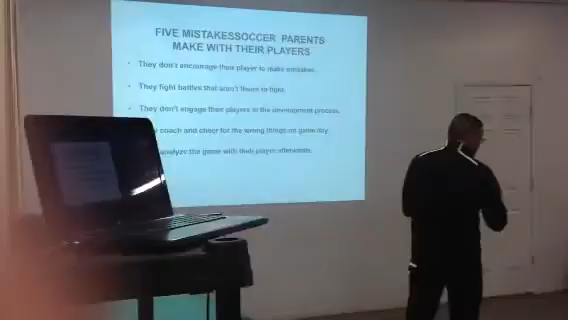 FIVE MISTAKESSOCCER PARENTS
MAKE WITH THEIR PLAYERS
• They don't encourage their player to make mistakes.
• They fight battles that aren't theirs to fight.
• They don't engage their players in the development process.
coach and cheer for the wrong things on game day.
analyze the game with their player afterwards.